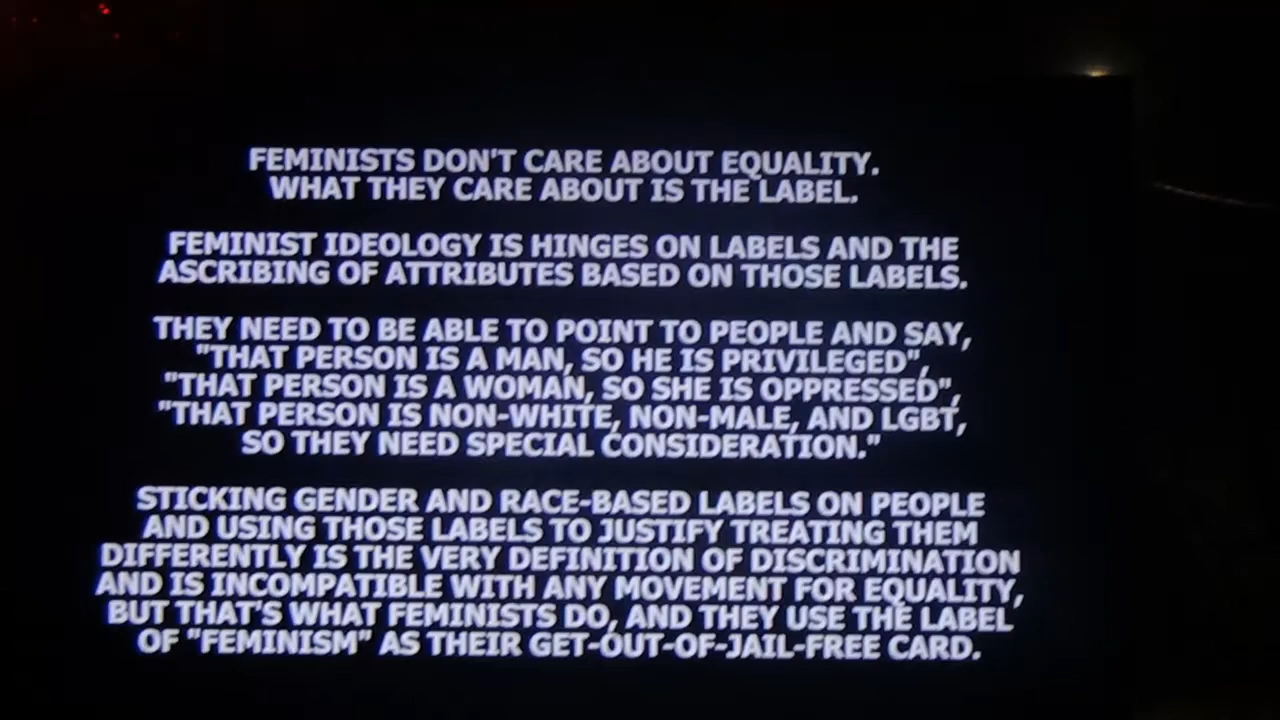 FEMINISTS DON'T CARE ABOUT EQUALITY.
WHAT THEY CARE ABOUT IS THE LABEL.
FEMINIST IDEOLOGY IS HINGES ON LABELS AND THE
ASCRIBING OF ATTRIBUTES BASED ON THOSE LABELS.
THEY NEED TO BE ABLE TO POINT TO PEOPLE AND SAY,
"THAT PERSON IS A MAN, SO HE IS PRIVILEGED",
"THAT PERSON IS A WOMAN, SO SHE IS OPPRESSED",
"THAT PERSON IS NON-WHITE, NON-MALE, AND LGBT,
SO THEY NEED SPECIAL CONSIDERATION."
STICKING GENDER AND RACE-BASED LABELS ON PEOPLE
AND USING THOSE LABELS TO JUSTIFY TREATING THEM
DIFFERENTLY IS THE VERY DEFINITION OF DISCRIMINATION
AND IS INCOMPATIBLE WITH ANY MOVEMENT FOR EQUALITY,
BUT THAT'S WHAT FEMINISTS DO, AND THEY USE THE LABEL
OF "FEMINISM" AS THEIR GET-OUT-OF-JAIL-FREE CARD.